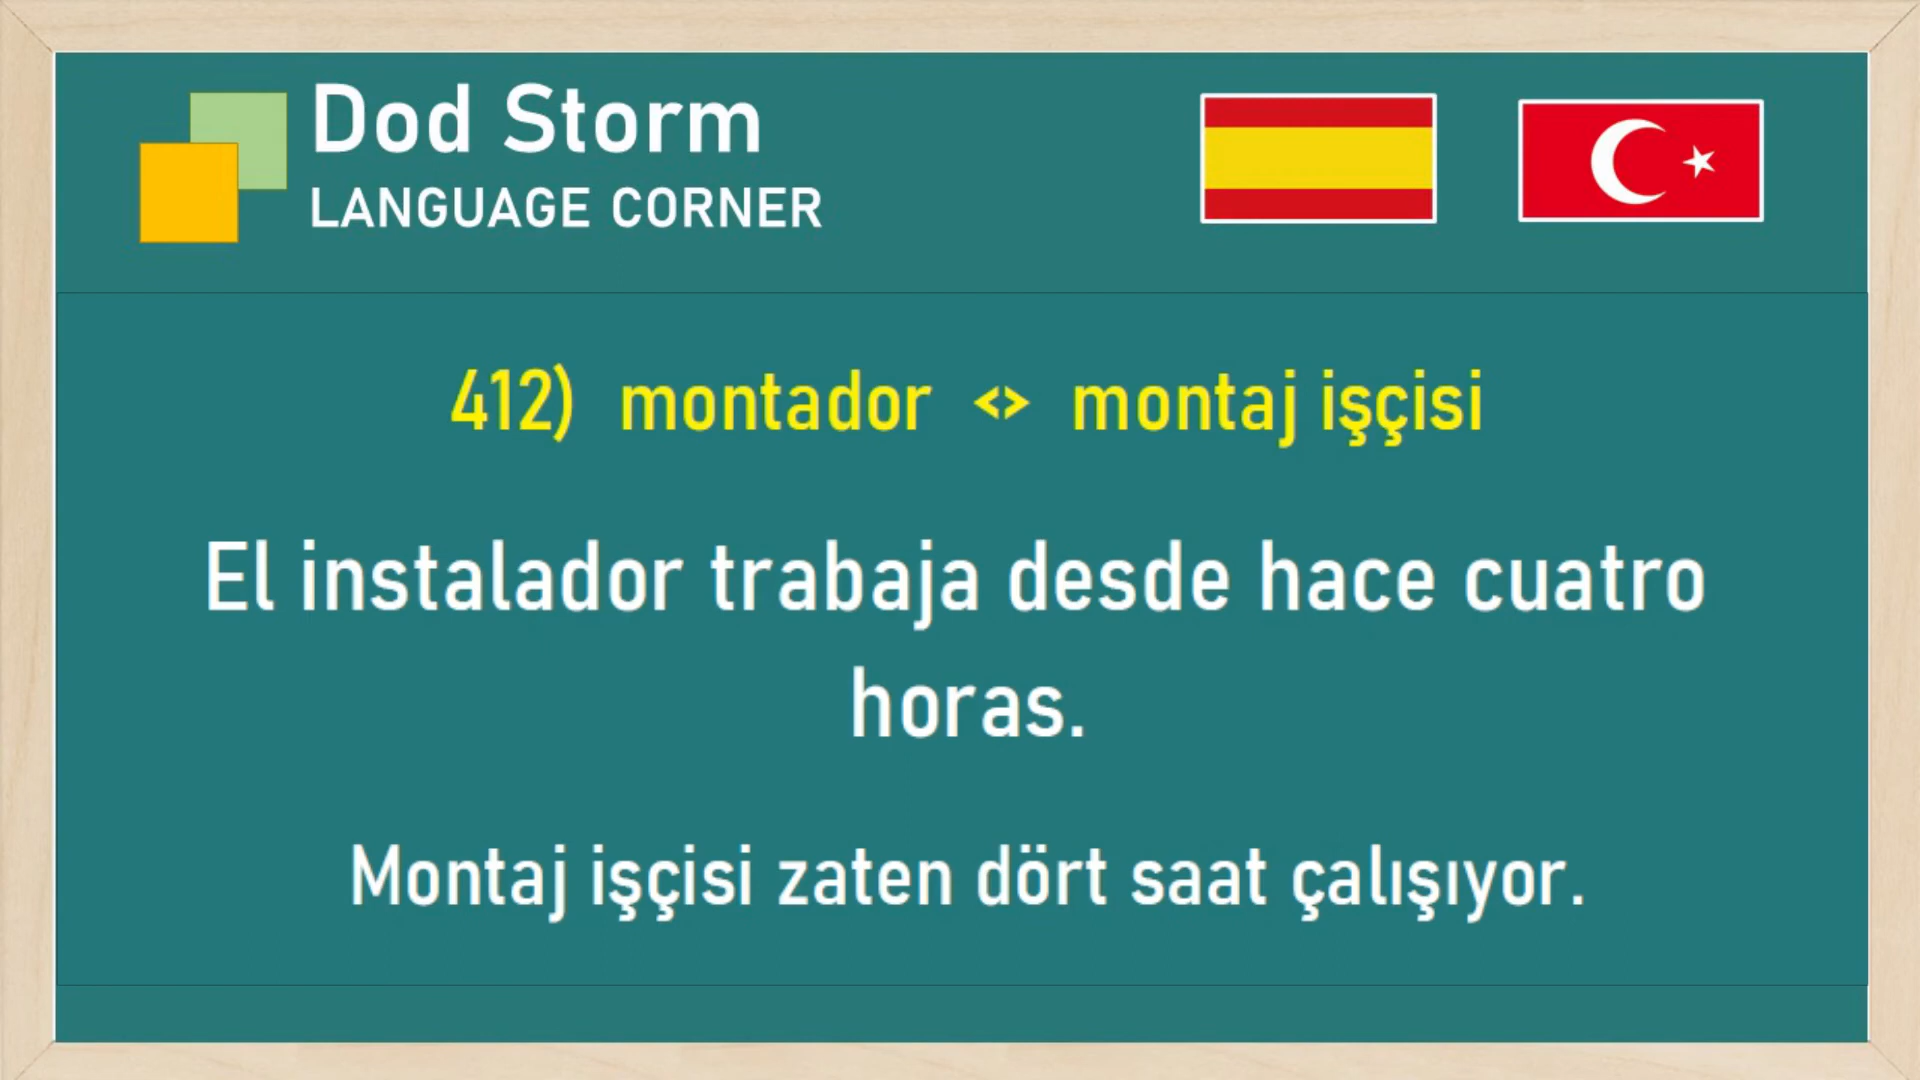 Dod Storm
LANGUAGE CORNER
412) montador <> montaj işçisi
El instalador trabaja desde hace cuatro
horas.
Montaj işçisi zaten dört saat çalışıyor.